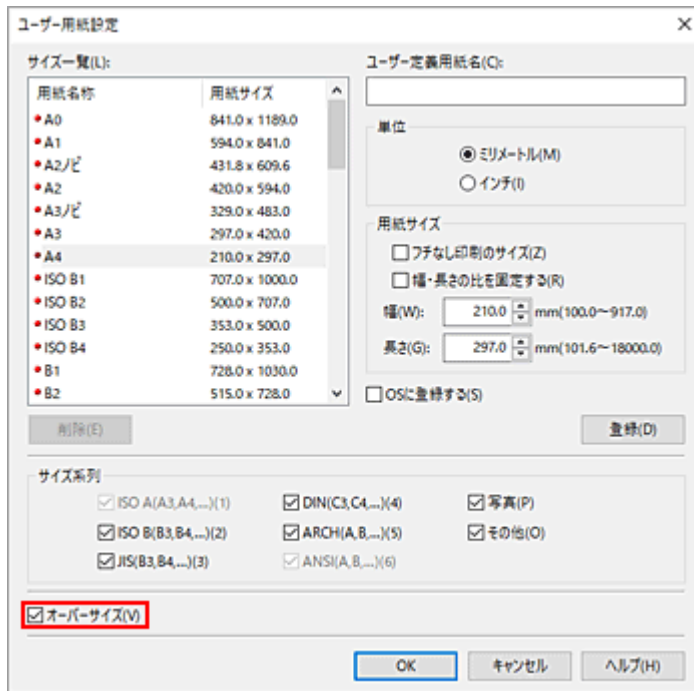 ユーザー用紙設定
サイズ一覧(L):
用紙名称 用紙サイズ
A0 841.0 x 1189.0
A1 594.0 x 841.0
A2ノビ 431.8 x 609.6
A2 420.0 x 594.0
A3ノビ 329.0 x 483.0
A3 297.0 x 420.0
A4 210.0 x 297.0
ISO B1 707.0 x 1000.0
ISO B2 500.0 x 707.0
ISO B3 353.0 x 500.0
ISO B4 250.0 x 353.0
B1 728.0 x 1030.0
B2 515.0 x 728.0
削除(E)
ユーザー定義用紙名(C):
単位
ミリメートル(M)
インチ(I)
用紙サイズ
フチなし印刷のサイズ(Z)
幅・長さの比を固定する(R)
幅(W): 210.0 mm(100.0～917.0)
長さ(G): 297.0 mm(101.6～18000.0)
OSに登録する(S)
登録(D)
サイズ系列
ISO A(A3,A4,...)(1) DIN(C3,C4,...)(4) 写真(P)
ISO B(B3,B4,...)(2) ARCH(A,B,...)(5) その他(O)
JIS(B3,B4,...)(3) ANSI(A,B,...)(6)
オーバーサイズ(V)
OK キャンセル ヘルプ(H)